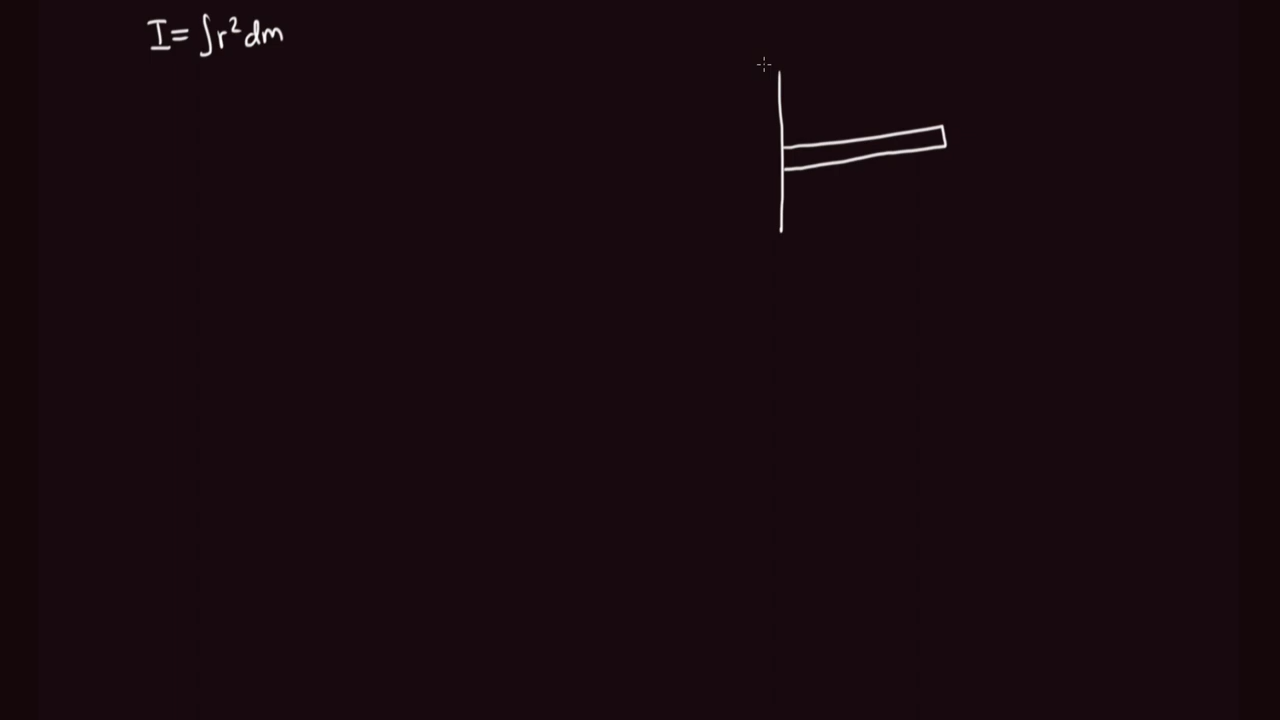 I = ∫r²dm